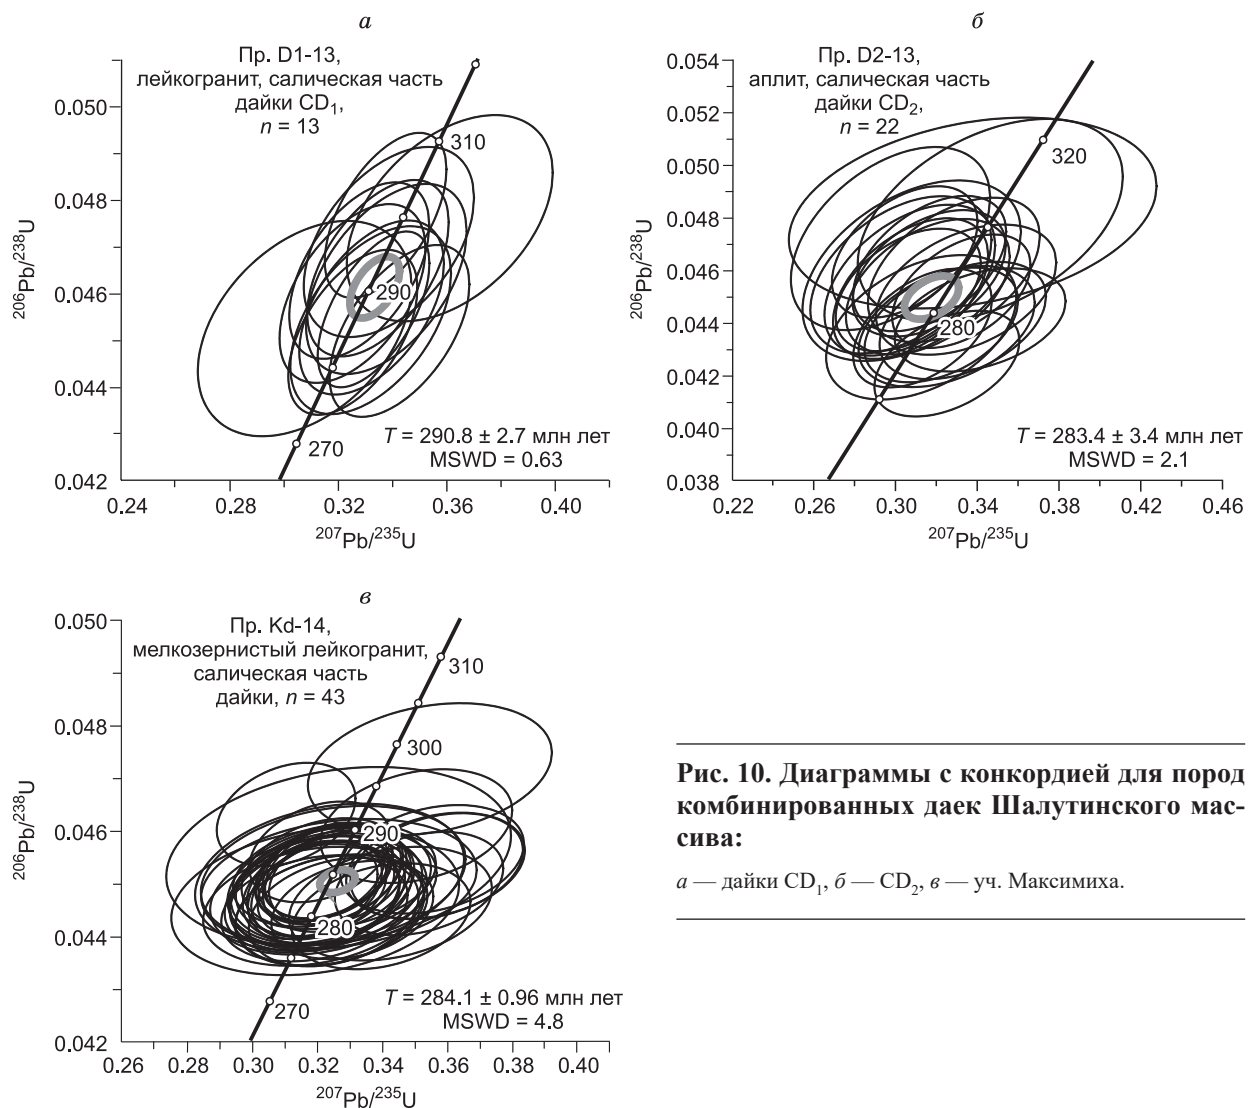 а
Пр. D1-13,
лейкогранит, салическая часть
дайки CD₁,
n = 13
0.050
0.048
0.046
0.044
0.042
²⁰⁶Pb/²³⁸U
310
290
270
T = 290.8 ± 2.7 млн лет
MSWD = 0.63
0.24 0.28 0.32 0.36 0.40
²⁰⁷Pb/²³⁵U
б
Пр. D2-13,
аплит, салическая часть
дайки CD₂,
n = 22
0.054
0.052
0.050
0.048
0.046
0.044
0.042
0.040
0.038
²⁰⁶Pb/²³⁸U
320
280
T = 283.4 ± 3.4 млн лет
MSWD = 2.1
0.22 0.26 0.30 0.34 0.38 0.42 0.46
²⁰⁷Pb/²³⁵U
в
Пр. Kd-14,
мелкозернистый лейкогранит,
салическая часть
дайки, n = 43
0.050
0.048
0.046
0.044
0.042
²⁰⁶Pb/²³⁸U
310
300
290
280
270
T = 284.1 ± 0.96 млн лет
MSWD = 4.8
0.26 0.28 0.30 0.32 0.34 0.36 0.38 0.40
²⁰⁷Pb/²³⁵U
Рис. 10. Диаграммы с конкордией для пород
комбинированных даек Шалутинского мас-
сива:
а — дайки CD₁, б — CD₂, в — уч. Максимиха.